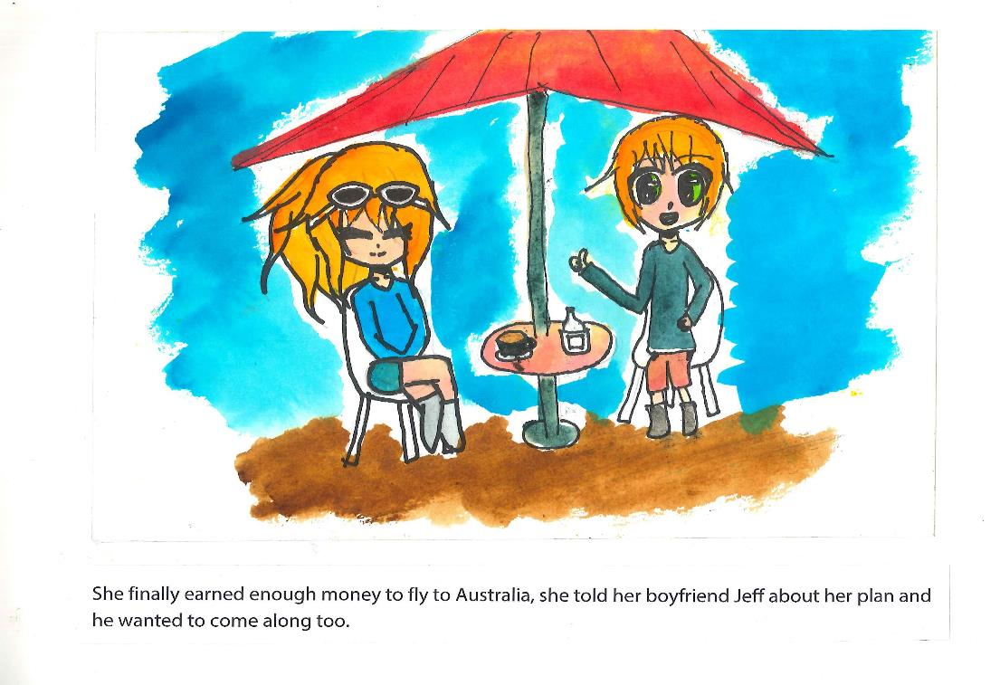 She finally earned enough money to fly to Australia, she told her boyfriend Jeff about her plan and
he wanted to come along too.